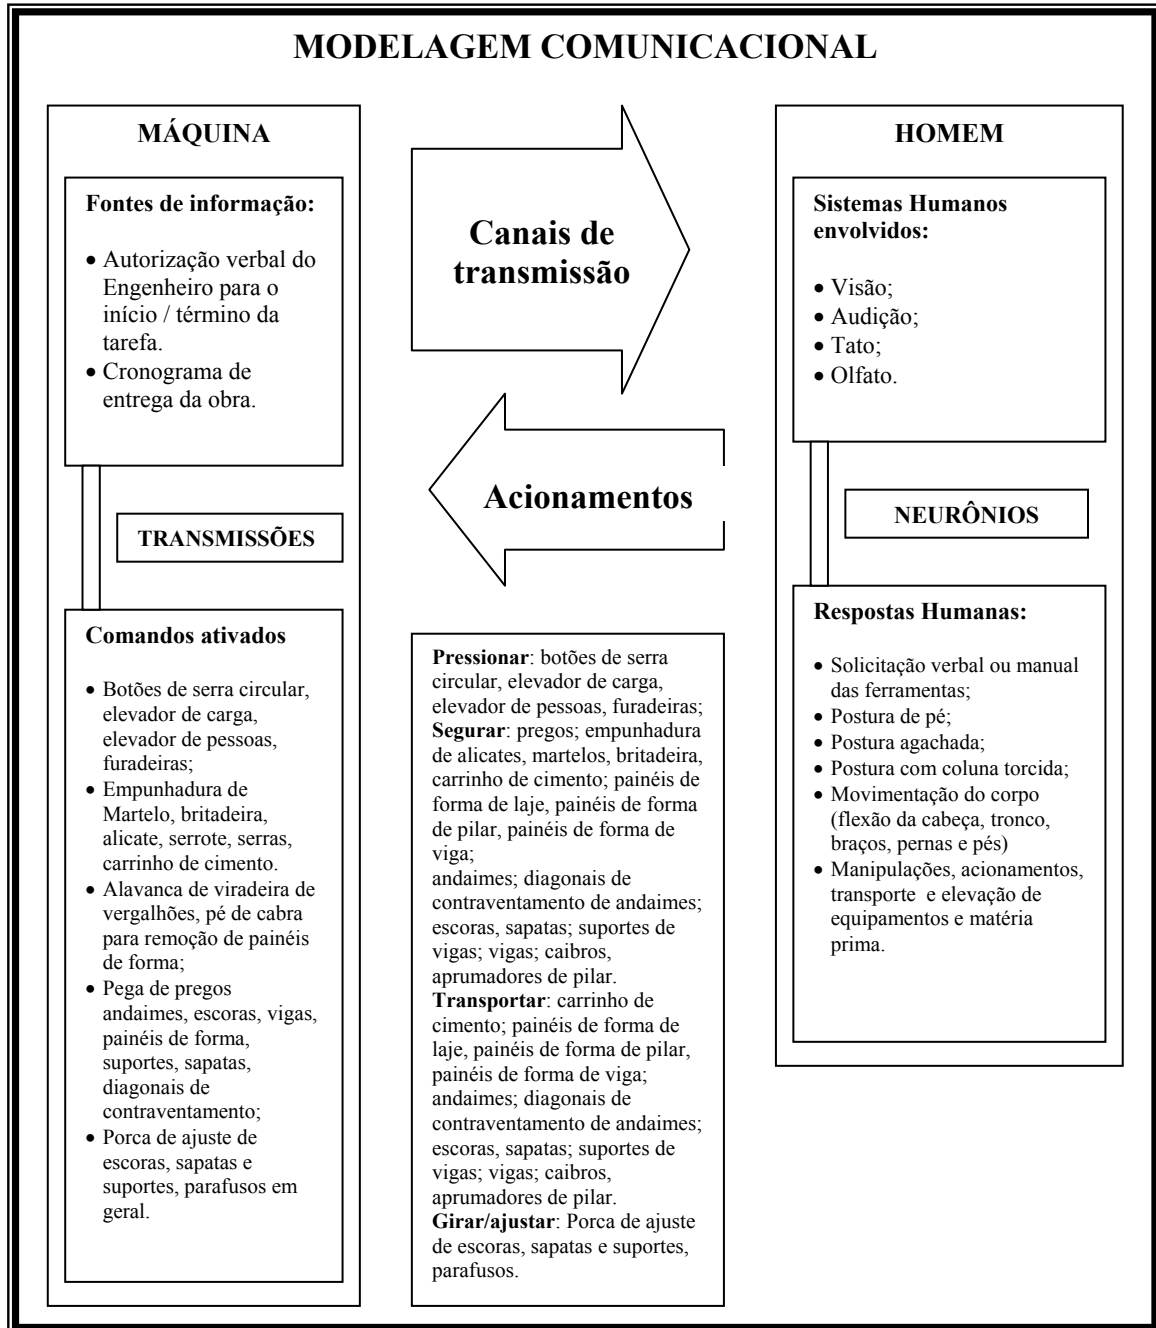 MODELAGEM COMUNICACIONAL
MÁQUINA
Fontes de informação:
• Autorização verbal do
Engenheiro para o
início / término da
tarefa.
• Cronograma de
entrega da obra.
TRANSMISSÕES
Comandos ativados
• Botões de serra circular,
elevador de carga,
elevador de pessoas,
furadeiras;
• Empunhadura de
Martelo, britadeira,
alicate, serrote, serras,
carrinho de cimento.
• Alavanca de viradeira de
vergalhões, pé de cabra
para remoção de painéis
de forma;
• Pega de pregos
andaimes, escoras, vigas,
painéis de forma,
suportes, sapatas,
diagonais de
contraventamento;
• Porca de ajuste de
escoras, sapatas e
suportes, parafusos em
geral.
Canais de
transmissão
Acionamentos
Pressionar: botões de serra
circular, elevador de carga,
elevador de pessoas, furadeiras;
Segurar: pregos; empunhadura
de alicates, martelos, britadeira,
carrinho de cimento; painéis de
forma de laje, painéis de forma
de pilar, painéis de forma de
viga;
andaimes; diagonais de
contraventamento de andaimes;
escoras, sapatas; suportes de
vigas; vigas; caibros,
aprumadores de pilar.
Transportar: carrinho de
cimento; painéis de forma de
laje, painéis de forma de pilar,
painéis de forma de viga;
andaimes; diagonais de
contraventamento de andaimes;
escoras, sapatas; suportes de
vigas; vigas; caibros,
aprumadores de pilar.
Girar/ajustar: Porca de ajuste
de escoras, sapatas e suportes,
parafusos.
HOMEM
Sistemas Humanos
envolvidos:
• Visão;
• Audição;
• Tato;
• Olfato.
NEURÔNIOS
Respostas Humanas:
• Solicitação verbal ou manual
das ferramentas;
• Postura de pé;
• Postura agachada;
• Postura com coluna torcida;
• Movimentação do corpo
(flexão da cabeça, tronco,
braços, pernas e pés)
• Manipulações, acionamentos,
transporte e elevação de
equipamentos e matéria
prima.